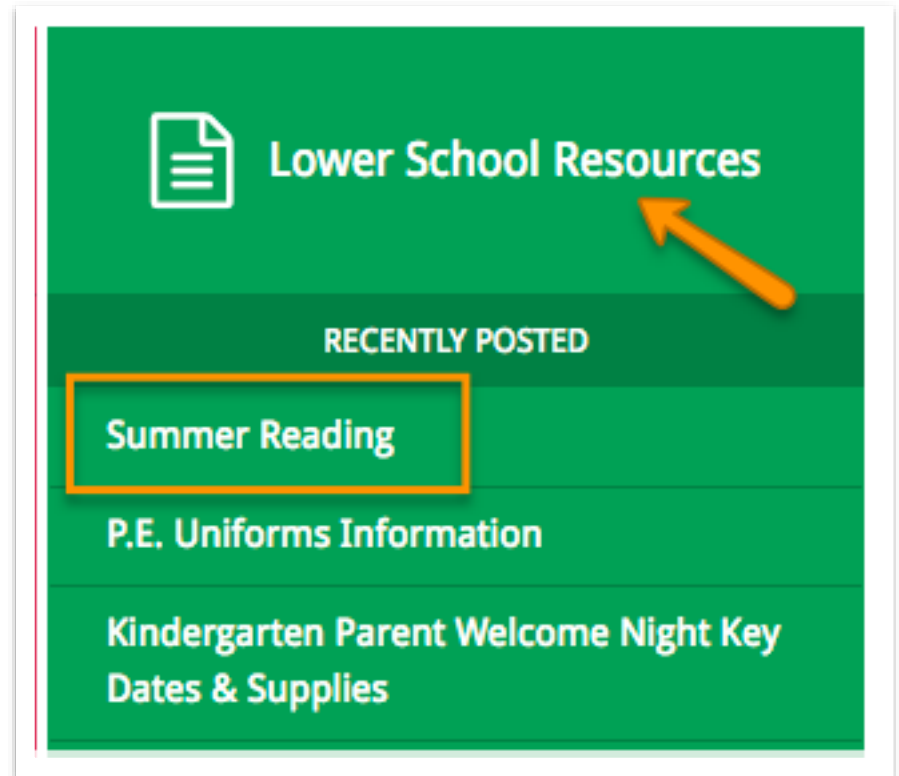 Lower School Resources
RECENTLY POSTED
Summer Reading
P.E. Uniforms Information
Kindergarten Parent Welcome Night Key
Dates & Supplies